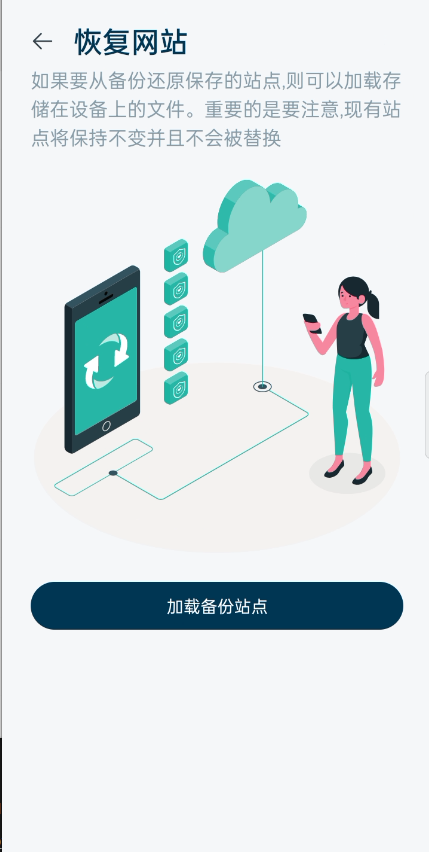 恢复网站
如果要从备份还原保存的站点,则可以加载存
储在设备上的文件。重要的是要注意,现有站
点将保持不变并且不会被替换
加载备份站点